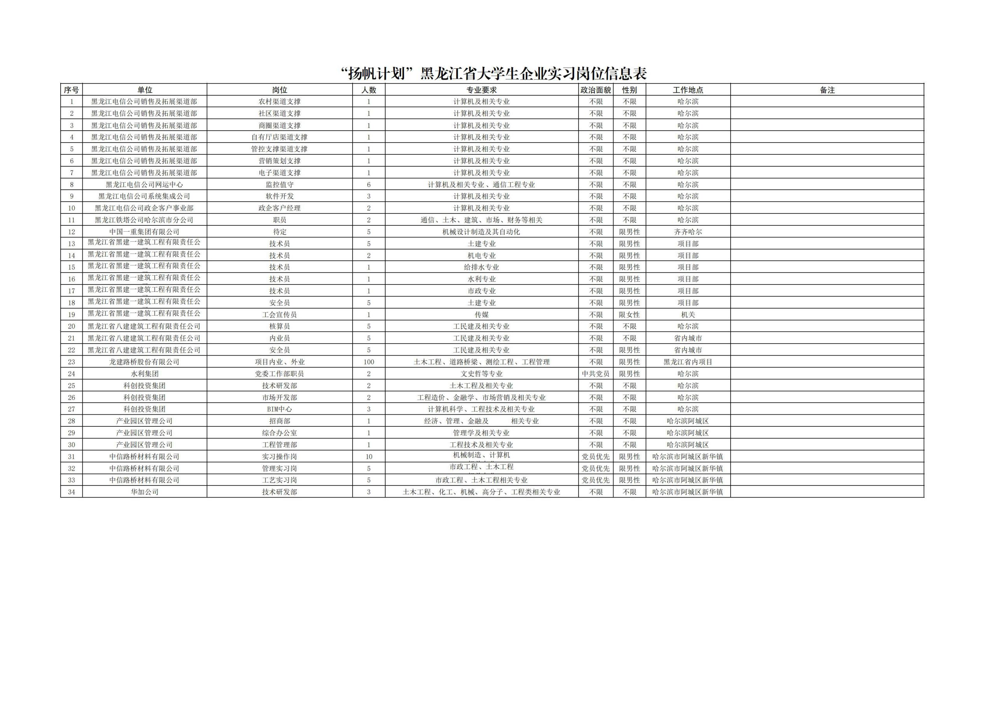 “扬帆计划”黑龙江省大学生企业实习岗位信息表
序号 单位 岗位 人数 专业要求 政治面貌 性别 工作地点 备注
1 黑龙江电信公司销售及拓展渠道部 农村渠道支撑 1 计算机及相关专业 不限 不限 哈尔滨
2 黑龙江电信公司销售及拓展渠道部 社区渠道支撑 1 计算机及相关专业 不限 不限 哈尔滨
3 黑龙江电信公司销售及拓展渠道部 商圈渠道支撑 1 计算机及相关专业 不限 不限 哈尔滨
4 黑龙江电信公司销售及拓展渠道部 自有厅店渠道支撑 1 计算机及相关专业 不限 不限 哈尔滨
5 黑龙江电信公司销售及拓展渠道部 管控支撑渠道支撑 1 计算机及相关专业 不限 不限 哈尔滨
6 黑龙江电信公司销售及拓展渠道部 营销策划支撑 1 计算机及相关专业 不限 不限 哈尔滨
7 黑龙江电信公司销售及拓展渠道部 电子渠道支撑 1 计算机及相关专业 不限 不限 哈尔滨
8 黑龙江电信公司网运中心 监控值守 6 计算机及相关专业、通信工程专业 不限 不限 哈尔滨
9 黑龙江电信公司系统集成公司 软件开发 3 计算机及相关专业 不限 不限 哈尔滨
10 黑龙江电信公司政企客户事业部 政企客户经理 2 计算机及相关专业 不限 不限 哈尔滨
11 黑龙江铁塔公司哈尔滨市分公司 职员 2 通信、土木、建筑、市场、财务等相关 不限 不限 哈尔滨
12 中国一重集团有限公司 待定 5 机械设计制造及其自动化 不限 限男性 齐齐哈尔
13 黑龙江省黑建一建筑工程有限责任公 技术员 5 土建专业 不限 限男性 项目部
14 黑龙江省黑建一建筑工程有限责任公 技术员 2 机电专业 不限 限男性 项目部
15 黑龙江省黑建一建筑工程有限责任公 技术员 1 给排水专业 不限 限男性 项目部
16 黑龙江省黑建一建筑工程有限责任公 技术员 1 水利专业 不限 限男性 项目部
17 黑龙江省黑建一建筑工程有限责任公 技术员 1 市政专业 不限 限男性 项目部
18 黑龙江省黑建一建筑工程有限责任公 安全员 5 土建专业 不限 限男性 项目部
19 黑龙江省黑建一建筑工程有限责任公 工会宣传员 1 传媒 不限 限女性 机关
20 黑龙江省八建建筑工程有限责任公司 核算员 5 工民建及相关专业 不限 不限 哈尔滨
21 黑龙江省八建建筑工程有限责任公司 内业员 5 工民建及相关专业 不限 不限 省内城市
22 黑龙江省八建建筑工程有限责任公司 安全员 5 工民建及相关专业 不限 限男性 省内城市
23 龙建路桥股份有限公司 项目内业、外业 100 土木工程、道路桥梁、测绘工程、工程管理 不限 限男性 黑龙江省内项目
24 水利集团 党委工作部职员 2 文史哲等专业 中共党员 限男性 哈尔滨
25 科创投资集团 技术研发部 2 土木工程及相关专业 不限 不限 哈尔滨
26 科创投资集团 市场开发部 2 工程造价、金融学、市场营销及相关专业 不限 不限 哈尔滨
27 科创投资集团 BIM中心 3 计算机科学、工程技术及相关专业 不限 不限 哈尔滨
28 产业园区管理公司 招商部 1 经济、管理、金融及 相关专业 不限 不限 哈尔滨阿城区
29 产业园区管理公司 综合办公室 1 管理学及相关专业 不限 不限 哈尔滨阿城区
30 产业园区管理公司 工程管理部 1 工程技术及相关专业 不限 不限 哈尔滨阿城区
31 中信路桥材料有限公司 实习操作岗 10 机械制造、计算机 党员优先 限男性 哈尔滨市阿城区新华镇
32 中信路桥材料有限公司 管理实习岗 5 市政工程、土木工程 党员优先 限男性 哈尔滨市阿城区新华镇
33 中信路桥材料有限公司 工艺实习岗 5 市政工程、土木工程相关专业 党员优先 限男性 哈尔滨市阿城区新华镇
34 华加公司 技术研发部 3 土木工程、化工、机械、高分子、工程类相关专业 不限 不限 哈尔滨市阿城区新华镇